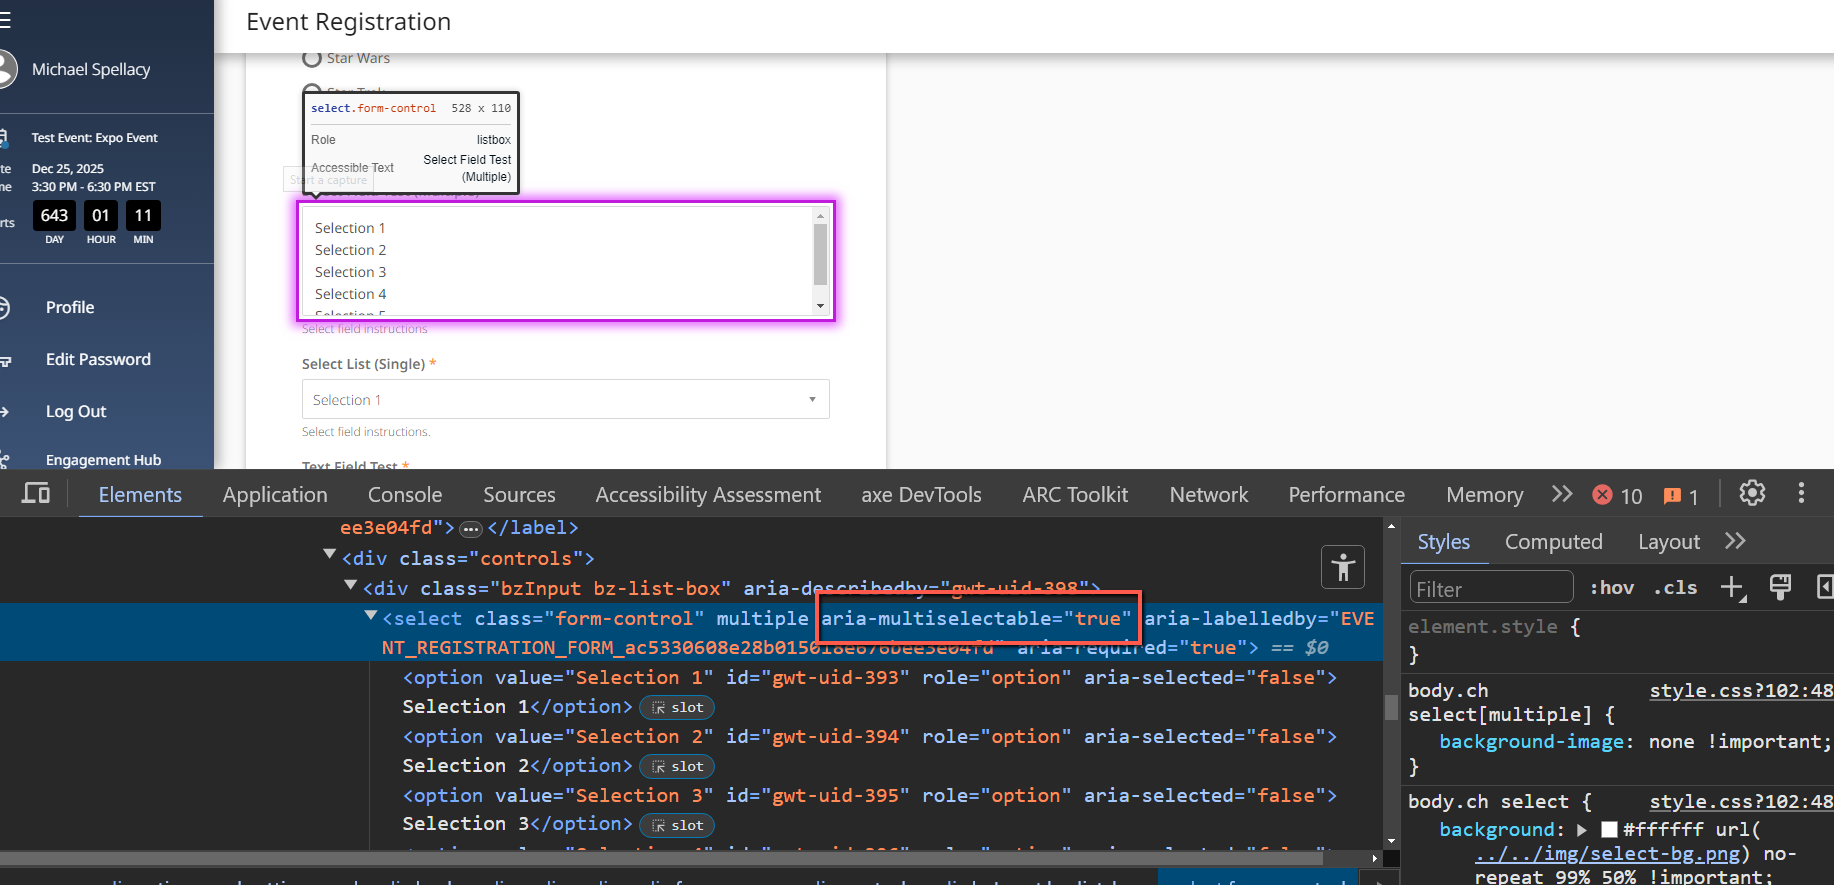 Event Registration
Michael Spellacy
Test Event: Expo Event
te
Dec 25, 2025
me
3:30 PM - 6:30 PM EST
rts
643 01 11
DAY HOUR MIN
Profile
Edit Password
Log Out
Engagement Hub
Star Wars
select.form-control 528 x 110
Role listbox
Accessible Text Select Field Test
(Multiple)
Start a capture
Selection 1
Selection 2
Selection 3
Selection 4
Selection 5
Select field instructions
Select List (Single) *
Selection 1
Select field instructions.
Text Field Test *
Elements Application Console Sources Accessibility Assessment axe DevTools ARC Toolkit Network Performance Memory 10 1
ee3e04fd">…</label>
<div class="controls">
<div class="bzInput bz-list-box" aria-describedby="gwt-uid-398">
<select class="form-control" multiple aria-multiselectable="true" aria-labelledby="EVE
NT_REGISTRATION_FORM_ac5330608e28b015018e676bee3e04fd" aria-required="true"> == $0
<option value="Selection 1" id="gwt-uid-393" role="option" aria-selected="false">
Selection 1</option> slot
<option value="Selection 2" id="gwt-uid-394" role="option" aria-selected="false">
Selection 2</option> slot
<option value="Selection 3" id="gwt-uid-395" role="option" aria-selected="false">
Selection 3</option> slot
Styles Computed Layout
Filter :hov .cls
element.style {
}
body.ch style.css?102:48
select[multiple] {
background-image: none !important;
}
body.ch select { style.css?102:48
background: #ffffff url(
../../img/select-bg.png) no-
repeat 99% 50% !important;